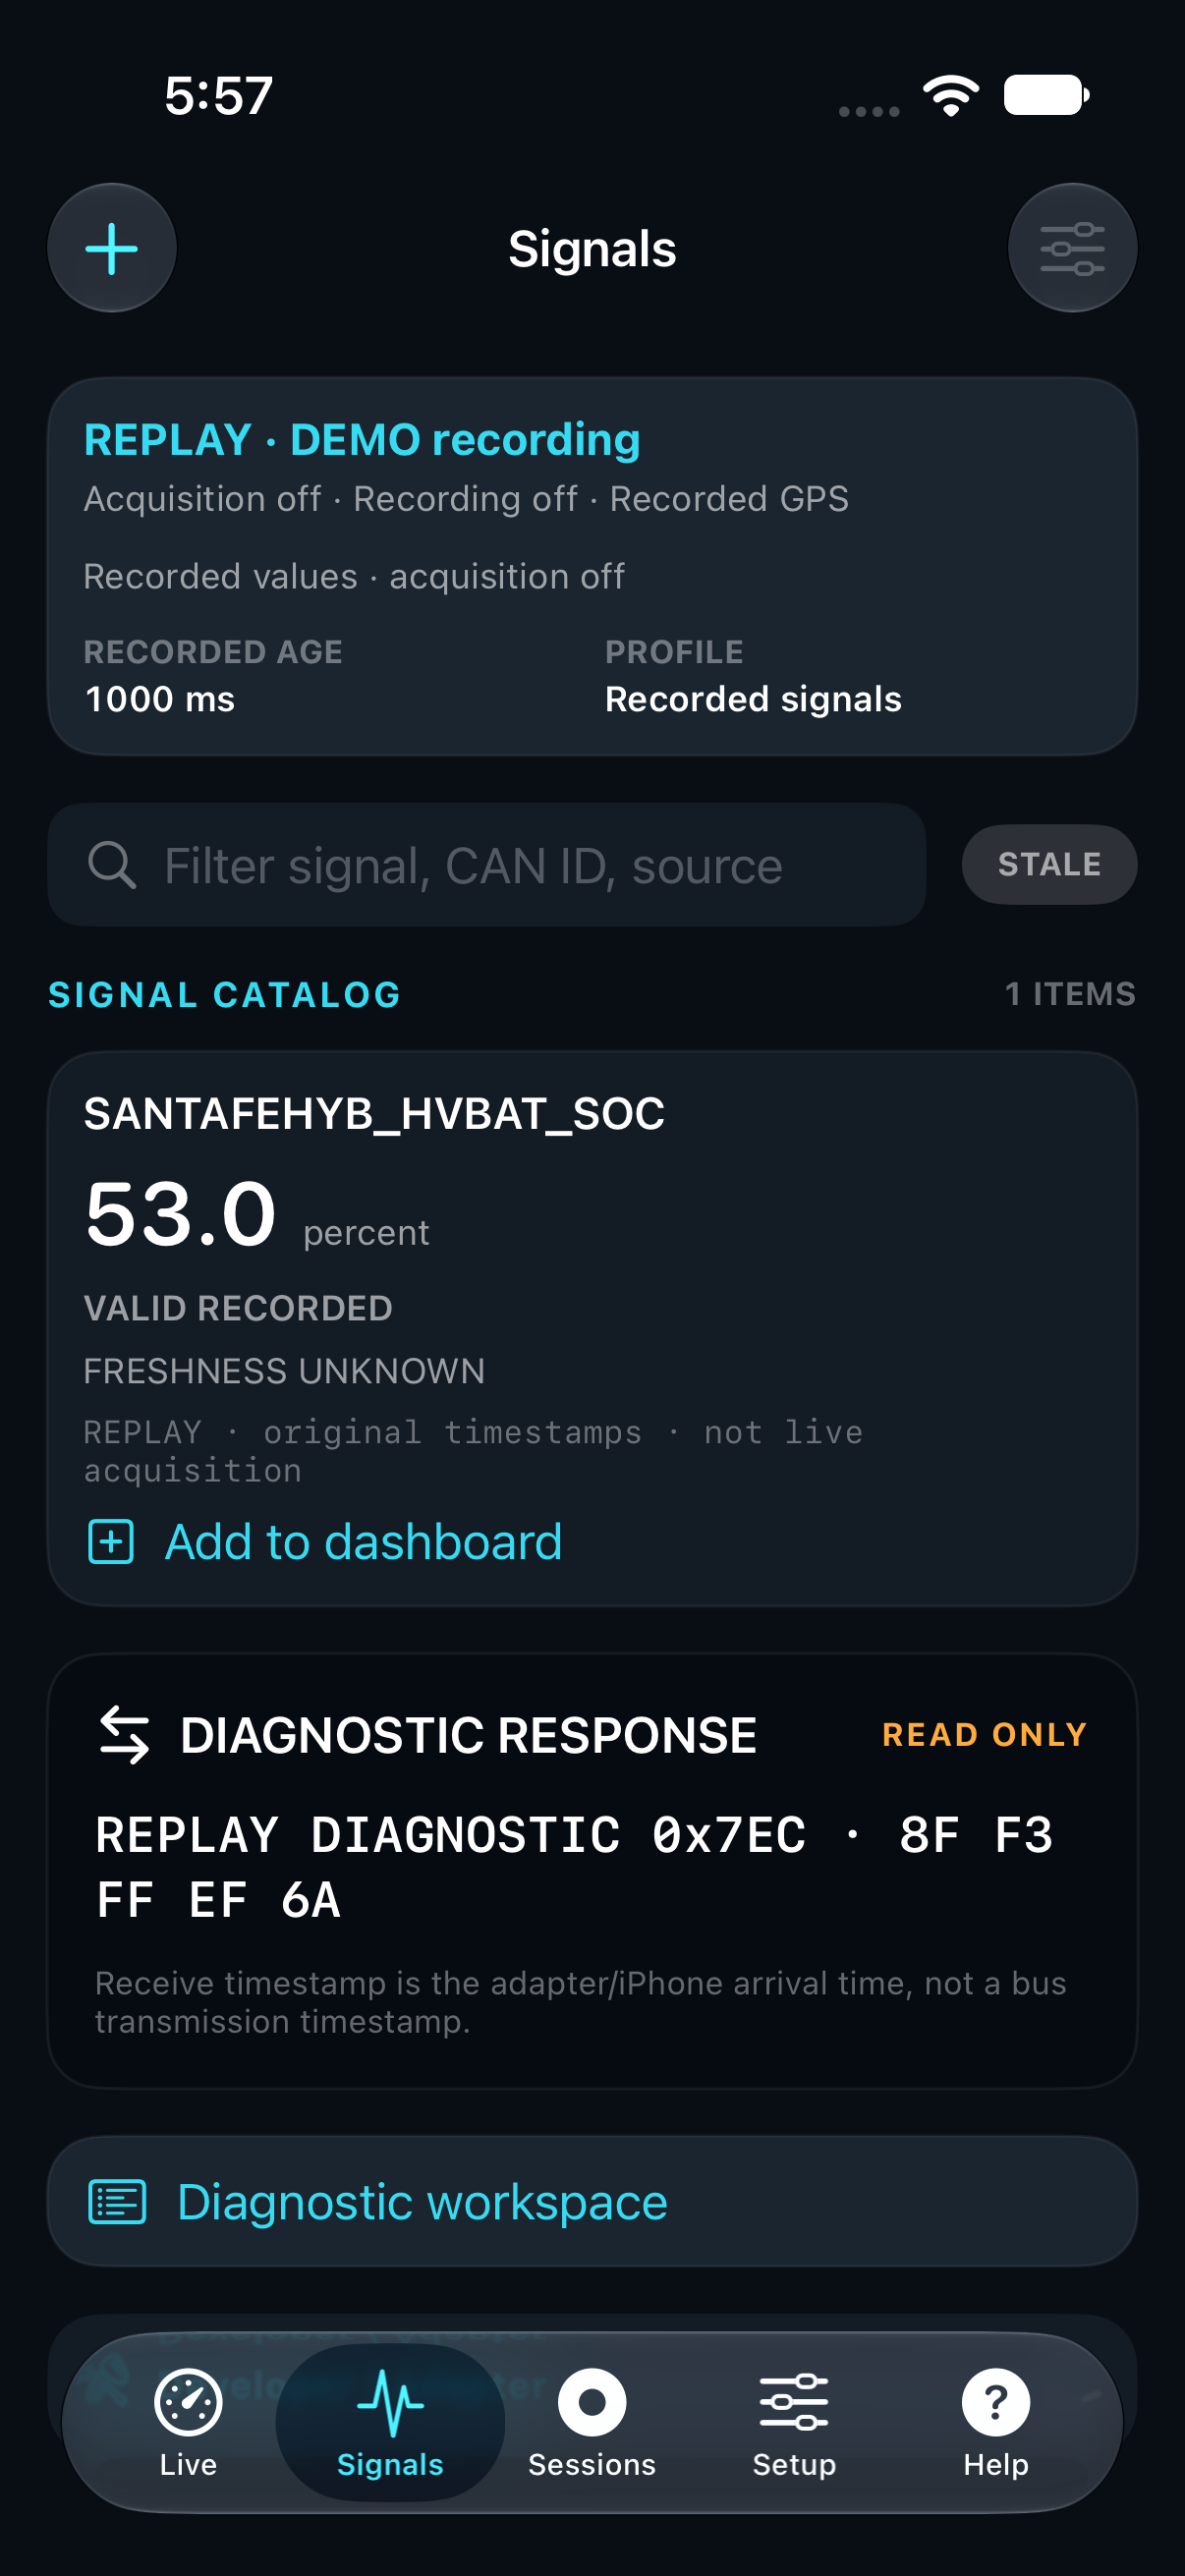 5:57
Signals
REPLAY · DEMO recording
Acquisition off · Recording off · Recorded GPS
Recorded values · acquisition off
RECORDED AGE
PROFILE
1000 ms
Recorded signals
Filter signal, CAN ID, source
STALE
SIGNAL CATALOG
1 ITEMS
SANTAFEHYB_HVBAT_SOC
53.0 percent
VALID RECORDED
FRESHNESS UNKNOWN
REPLAY · original timestamps · not live
acquisition
Add to dashboard
DIAGNOSTIC RESPONSE
READ ONLY
REPLAY DIAGNOSTIC 0x7EC · 8F F3
FF EF 6A
Receive timestamp is the adapter/iPhone arrival time, not a bus
transmission timestamp.
Diagnostic workspace
Live
Signals
Sessions
Setup
Help